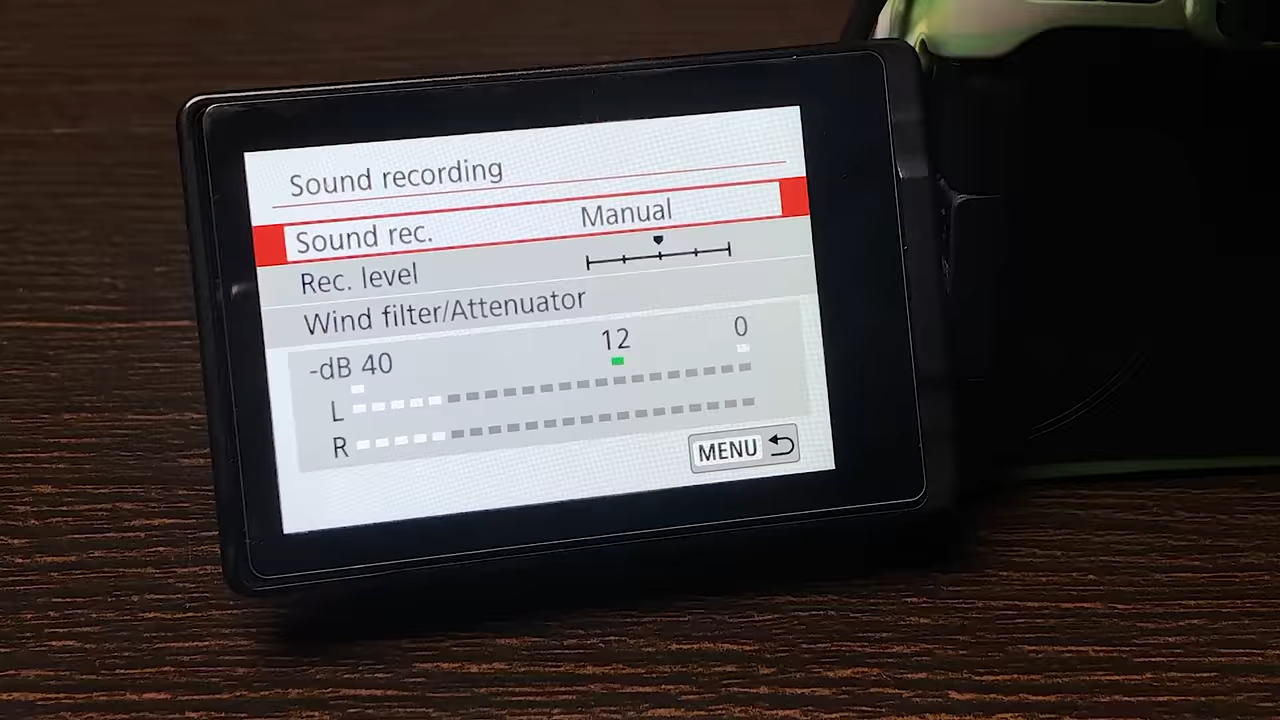 Sound recording
Sound rec. Manual
Rec. level
Wind filter/Attenuator
-dB 40 12 0
L
R
MENU